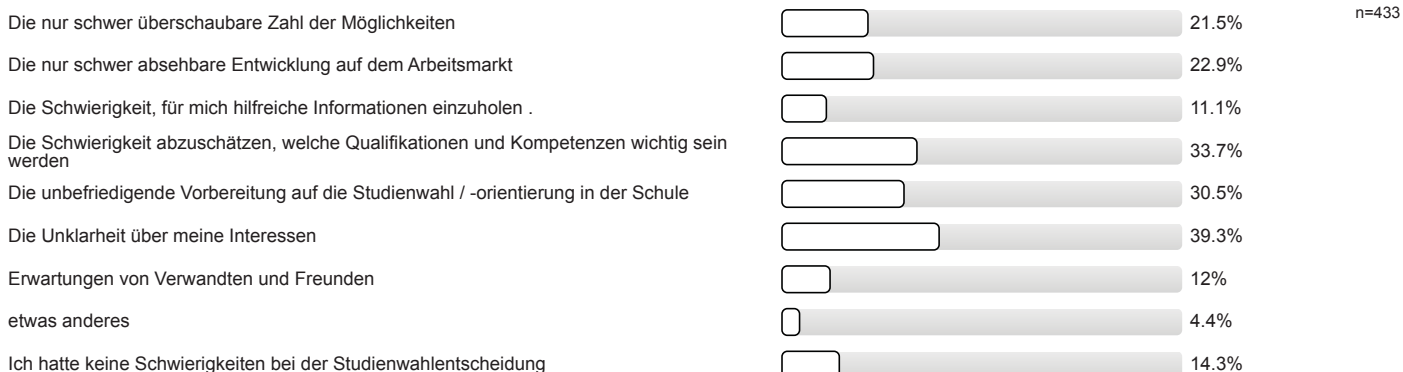 n=433
Die nur schwer überschaubare Zahl der Möglichkeiten 21.5%
Die nur schwer absehbare Entwicklung auf dem Arbeitsmarkt 22.9%
Die Schwierigkeit, für mich hilfreiche Informationen einzuholen . 11.1%
Die Schwierigkeit abzuschätzen, welche Qualifikationen und Kompetenzen wichtig sein
werden 33.7%
Die unbefriedigende Vorbereitung auf die Studienwahl / -orientierung in der Schule 30.5%
Die Unklarheit über meine Interessen 39.3%
Erwartungen von Verwandten und Freunden 12%
etwas anderes 4.4%
Ich hatte keine Schwierigkeiten bei der Studienwahlentscheidung 14.3%